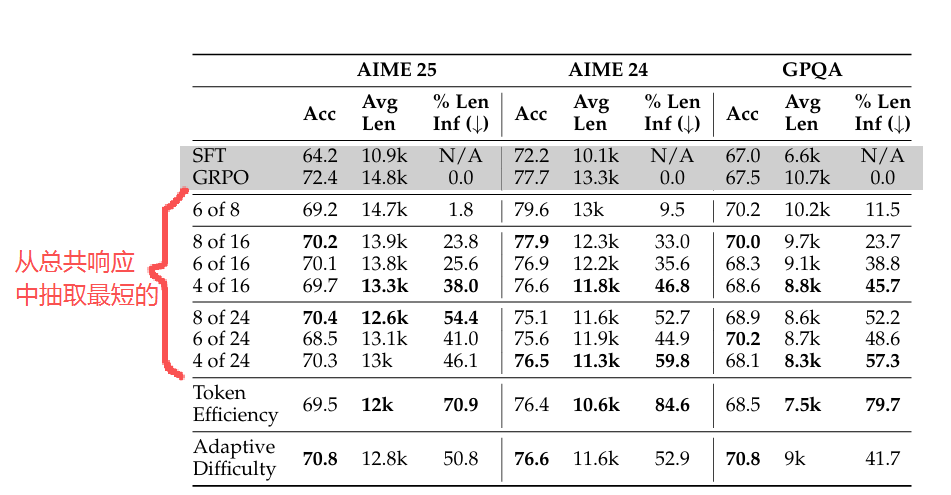 AIME 25 AIME 24 GPQA
Acc Avg Len % Len Inf (↓) Acc Avg Len % Len Inf (↓) Acc Avg Len % Len Inf (↓)
SFT 64.2 10.9k N/A 72.2 10.1k N/A 67.0 6.6k N/A
GRPO 72.4 14.8k 0.0 77.7 13.3k 0.0 67.5 10.7k 0.0
6 of 8 69.2 14.7k 1.8 79.6 13k 9.5 70.2 10.2k 11.5
8 of 16 70.2 13.9k 23.8 77.9 12.3k 33.0 70.0 9.7k 23.7
6 of 16 70.1 13.8k 25.6 76.9 12.2k 35.6 68.3 9.1k 38.8
4 of 16 69.7 13.3k 38.0 76.6 11.8k 46.8 68.6 8.8k 45.7
8 of 24 70.4 12.6k 54.4 75.1 11.6k 52.7 68.9 8.6k 52.2
6 of 24 68.5 13.1k 41.0 75.6 11.9k 44.9 70.2 8.7k 48.6
4 of 24 70.3 13k 46.1 76.5 11.3k 59.8 68.1 8.3k 57.3
Token Efficiency 69.5 12k 70.9 76.4 10.6k 84.6 68.5 7.5k 79.7
Adaptive Difficulty 70.8 12.8k 50.8 76.6 11.6k 52.9 70.8 9k 41.7
从总共响应
中抽取最短的